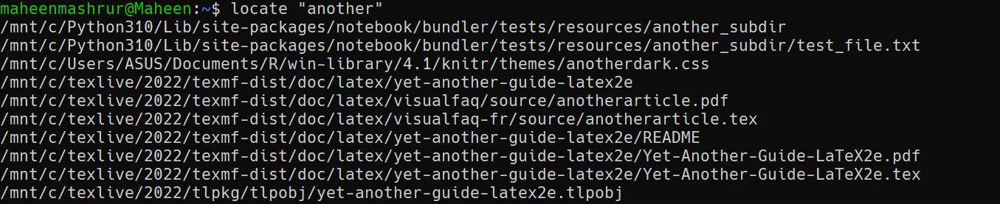 maheenmashrur@Maheen:~$ locate "another"
/mnt/c/Python310/Lib/site-packages/notebook/bundler/tests/resources/another_subdir
/mnt/c/Python310/Lib/site-packages/notebook/bundler/tests/resources/another_subdir/test_file.txt
/mnt/c/Users/ASUS/Documents/R/win-library/4.1/knitr/themes/anotherdark.css
/mnt/c/texlive/2022/texmf-dist/doc/latex/yet-another-guide-latex2e
/mnt/c/texlive/2022/texmf-dist/doc/latex/visualfaq/source/anotherarticle.pdf
/mnt/c/texlive/2022/texmf-dist/doc/latex/visualfaq-fr/source/anotherarticle.tex
/mnt/c/texlive/2022/texmf-dist/doc/latex/yet-another-guide-latex2e/README
/mnt/c/texlive/2022/texmf-dist/doc/latex/yet-another-guide-latex2e/Yet-Another-Guide-LaTeX2e.pdf
/mnt/c/texlive/2022/texmf-dist/doc/latex/yet-another-guide-latex2e/Yet-Another-Guide-LaTeX2e.tex
/mnt/c/texlive/2022/tlpkg/tlpobj/yet-another-guide-latex2e.tlpobj